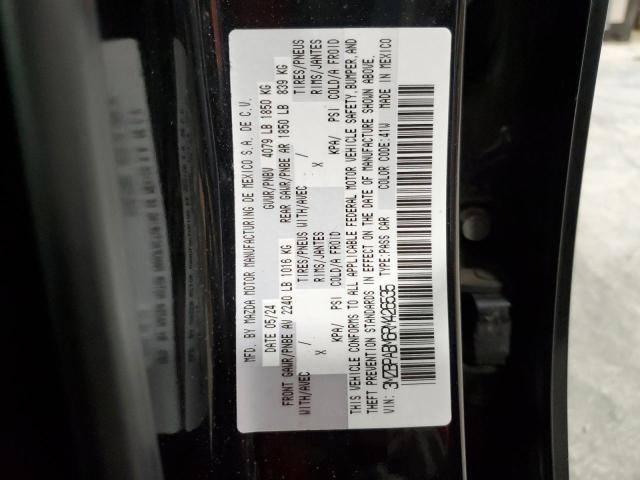 MFD. BY MAZDA MOTOR MANUFACTURING DE MEXICO S.A. DE C.V.
DATE 05/24 GVWR/PNBV 4079 LB 1850 KG
FRONT GAWR/PNBE AV 2240 LB 1016 KG REAR GAWR/PNBE AR 1850 LB 839 KG
WITH/AVEC / TIRES/PNEUS WITH/AVEC / TIRES/PNEUS
X RIMS/JANTES X RIMS/JANTES
KPA/ PSI COLD/A FROID KPA/ PSI COLD/A FROID
THIS VEHICLE CONFORMS TO ALL APPLICABLE FEDERAL MOTOR VEHICLE SAFETY, BUMPER, AND
THEFT PREVENTION STANDARDS IN EFFECT ON THE DATE OF MANUFACTURE SHOWN ABOVE.
VIN: 3MZBPABM6RM426535 TYPE:PASS CAR COLOR CODE:41W MADE IN MEXICO